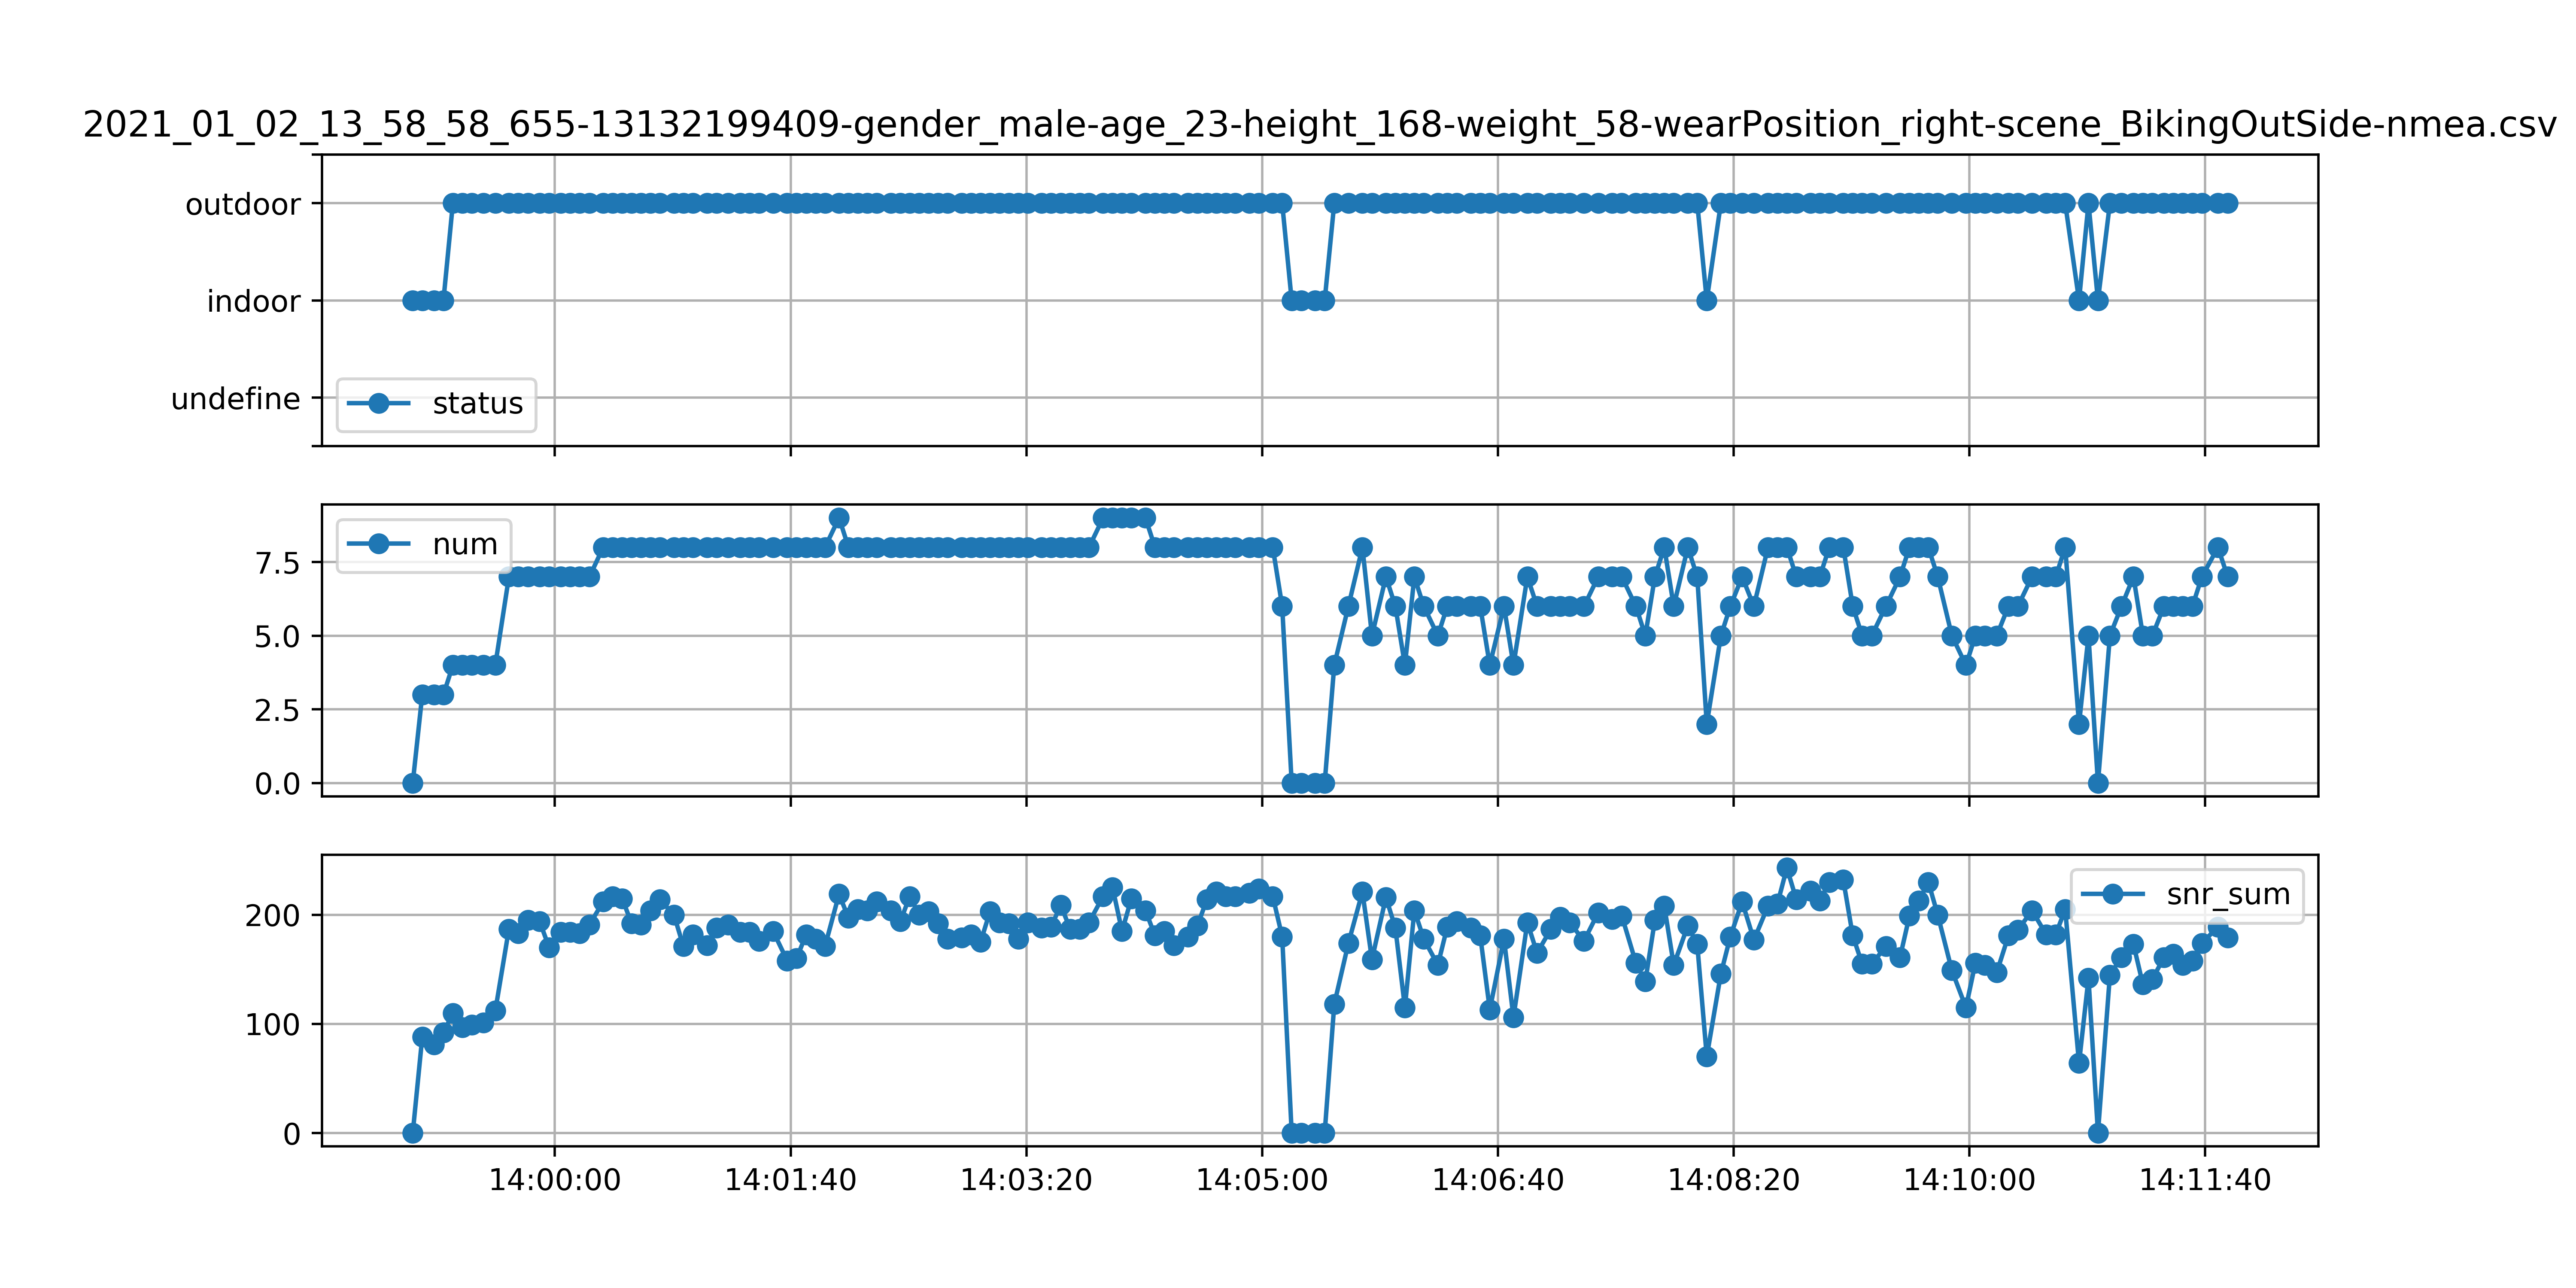 2021_01_02_13_58_58_655-13132199409-gender_male-age_23-height_168-weight_58-wearPosition_right-scene_BikingOutSide-nmea.csv
outdoor
indoor
undefine
status
num
7.5
5.0
2.5
0.0
snr_sum
200
100
0
14:00:00 14:01:40 14:03:20 14:05:00 14:06:40 14:08:20 14:10:00 14:11:40